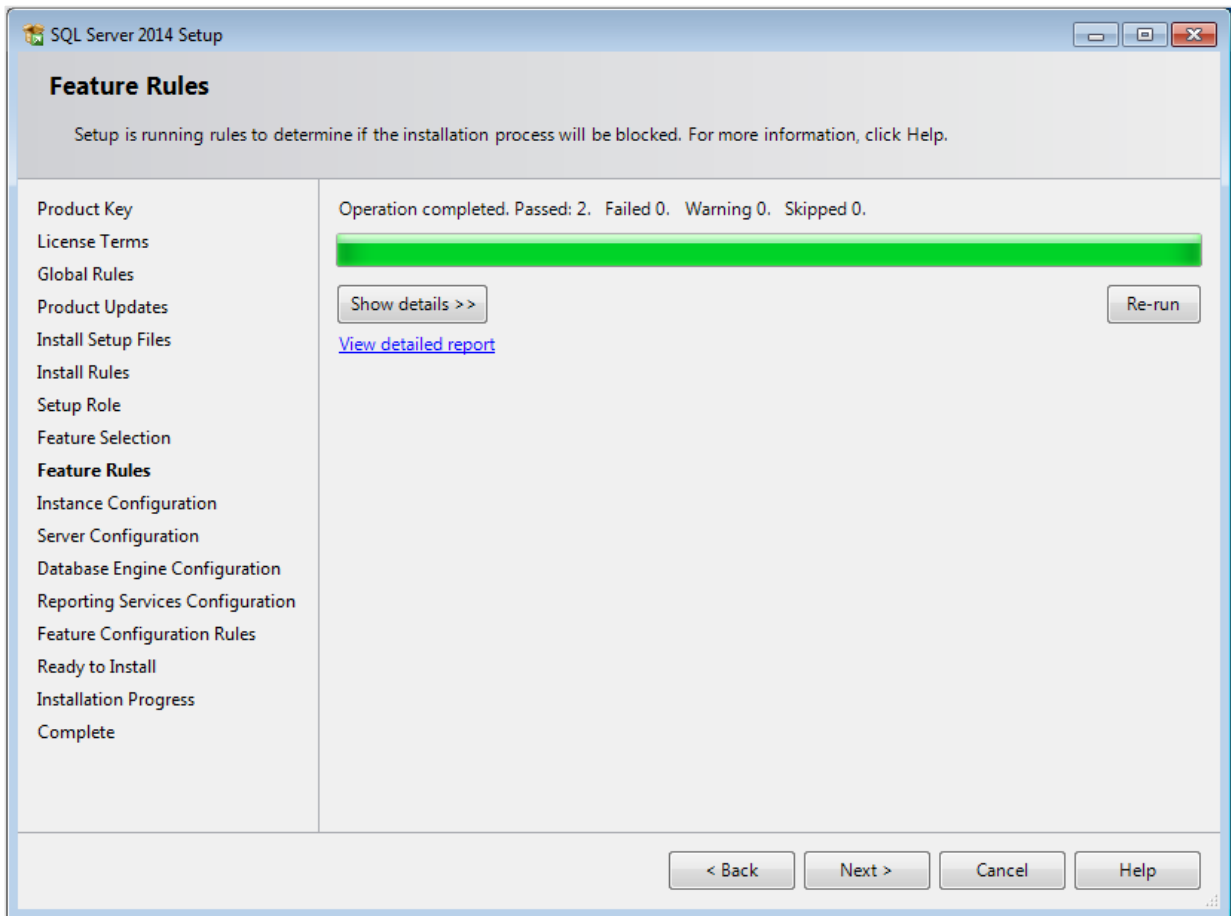 SQL Server 2014 Setup
Feature Rules
Setup is running rules to determine if the installation process will be blocked. For more information, click Help.
Product Key
License Terms
Global Rules
Product Updates
Install Setup Files
Install Rules
Setup Role
Feature Selection
Feature Rules
Instance Configuration
Server Configuration
Database Engine Configuration
Reporting Services Configuration
Feature Configuration Rules
Ready to Install
Installation Progress
Complete
Operation completed. Passed: 2. Failed 0. Warning 0. Skipped 0.
Show details >>
Re-run
View detailed report
< Back
Next >
Cancel
Help